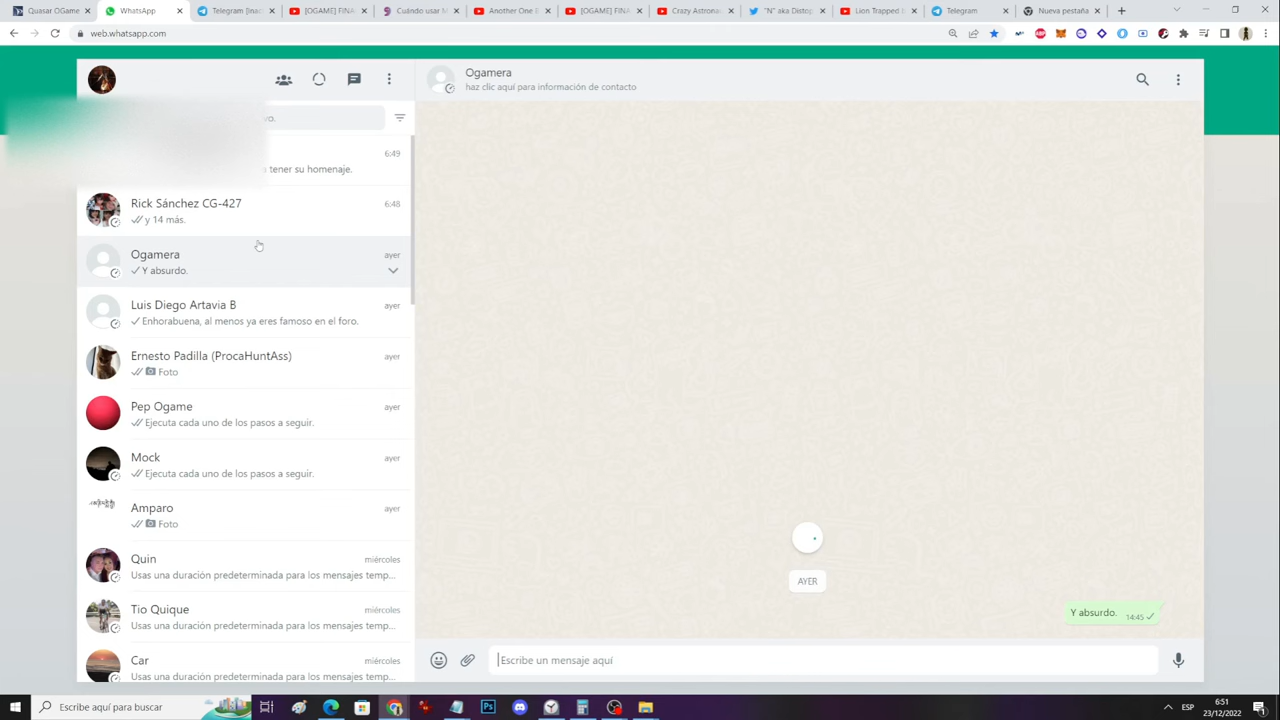 Quasar.OGame
WhatsApp
Telegram [Inac
[OGAME] FINA
Cuándo usar M
Another One B
[OGAME] FINA
Crazy Astrona
"N" aka Distop
Lion Trapped B
Telegram
Nueva pestaña
web.whatsapp.com
Ogamera
haz clic aquí para información de contacto
vo.
6:49
tener su homenaje.
Rick Sánchez CG-427
6:48
y 14 más.
Ogamera
ayer
Y absurdo.
Luis Diego Artavia B
ayer
Enhorabuena, al menos ya eres famoso en el foro.
Ernesto Padilla (ProcaHuntAss)
ayer
Foto
Pep Ogame
ayer
Ejecuta cada uno de los pasos a seguir.
Mock
ayer
Ejecuta cada uno de los pasos a seguir.
Amparo
ayer
Foto
Quin
miércoles
Usas una duración predeterminada para los mensajes temp...
Tio Quique
miércoles
Usas una duración predeterminada para los mensajes temp...
Car
miércoles
Usas una duración predeterminada para los mensajes temp...
AYER
Y absurdo.
14:45
Escribe un mensaje aquí
Escribe aquí para buscar
ESP
6:51
23/12/2022